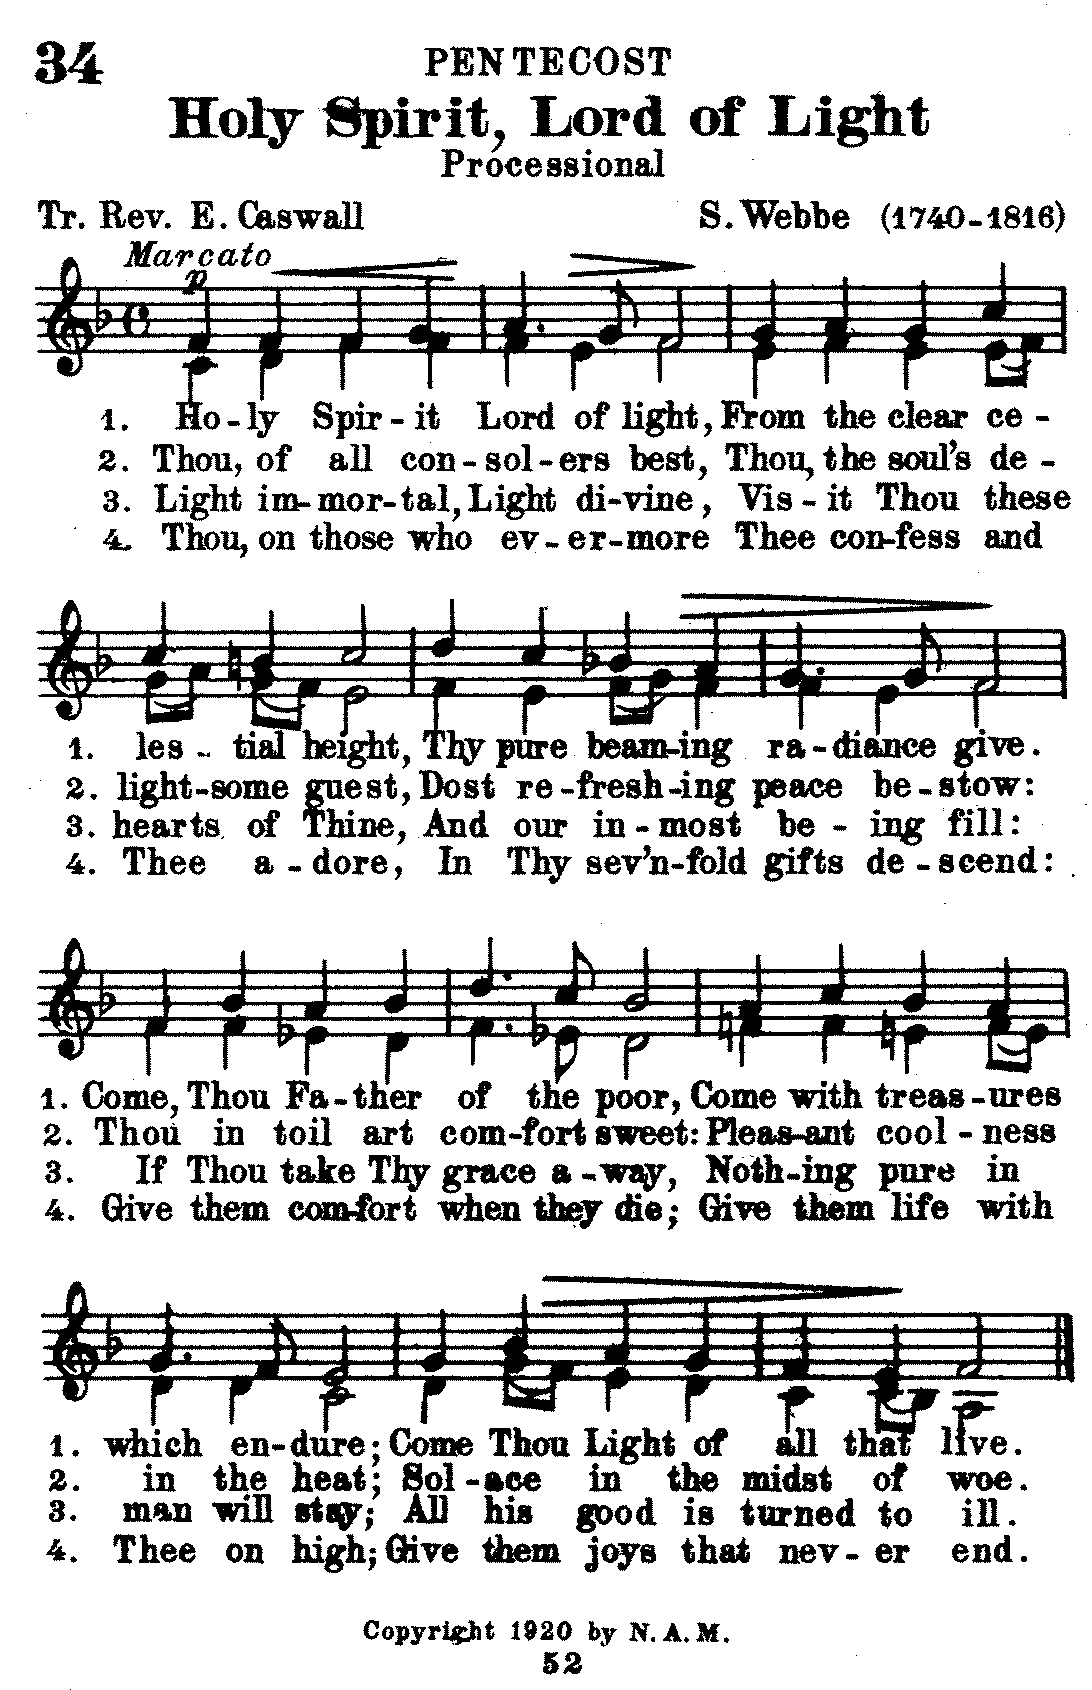 34
PENTECOST
Holy Spirit, Lord of Light
Processional
Tr. Rev. E. Caswall S. Webbe (1740-1816)
Marcato
p
1. Ho-ly Spir-it Lord of light, From the clear ce-
2. Thou, of all con-sol-ers best, Thou, the soul's de-
3. Light im-mor-tal, Light di-vine, Vis-it Thou these
4. Thou, on those who ev-er-more Thee con-fess and
1. les-tial height, Thy pure beam-ing ra-diance give.
2. light-some guest, Dost re-fresh-ing peace be-stow:
3. hearts of Thine, And our in-most be-ing fill:
4. Thee a-dore, In Thy sev'n-fold gifts de-scend:
1. Come, Thou Fa-ther of the poor, Come with treas-ures
2. Thou in toil art com-fort sweet: Pleas-ant cool-ness
3. If Thou take Thy grace a-way, Noth-ing pure in
4. Give them com-fort when they die; Give them life with
1. which en-dure; Come Thou Light of all that live.
2. in the heat; Sol-ace in the midst of woe.
3. man will stay; All his good is turned to ill.
4. Thee on high; Give them joys that nev-er end.
Copyright 1920 by N. A. M.
52